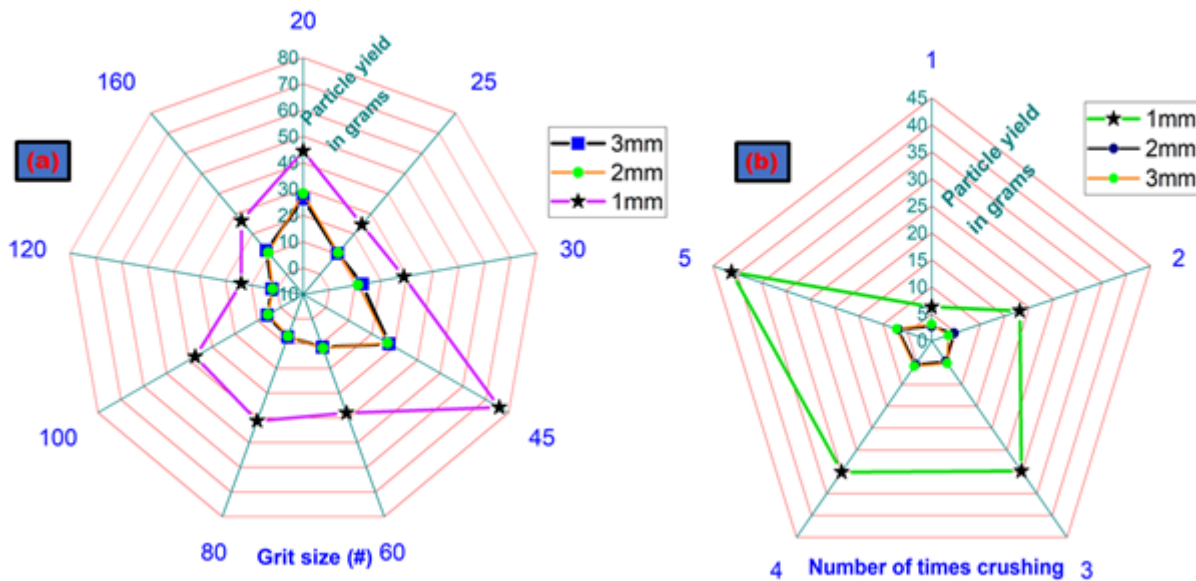 (a)
20
25
30
45
60
80
100
120
160
80
70
60
50
40
30
20
10
0
-10
Particle yield
in grams
3mm
2mm
1mm
Grit size (#)
(b)
1
2
3
4
5
45
40
35
30
25
20
15
10
5
0
Particle yield
in grams
1mm
2mm
3mm
Number of times crushing